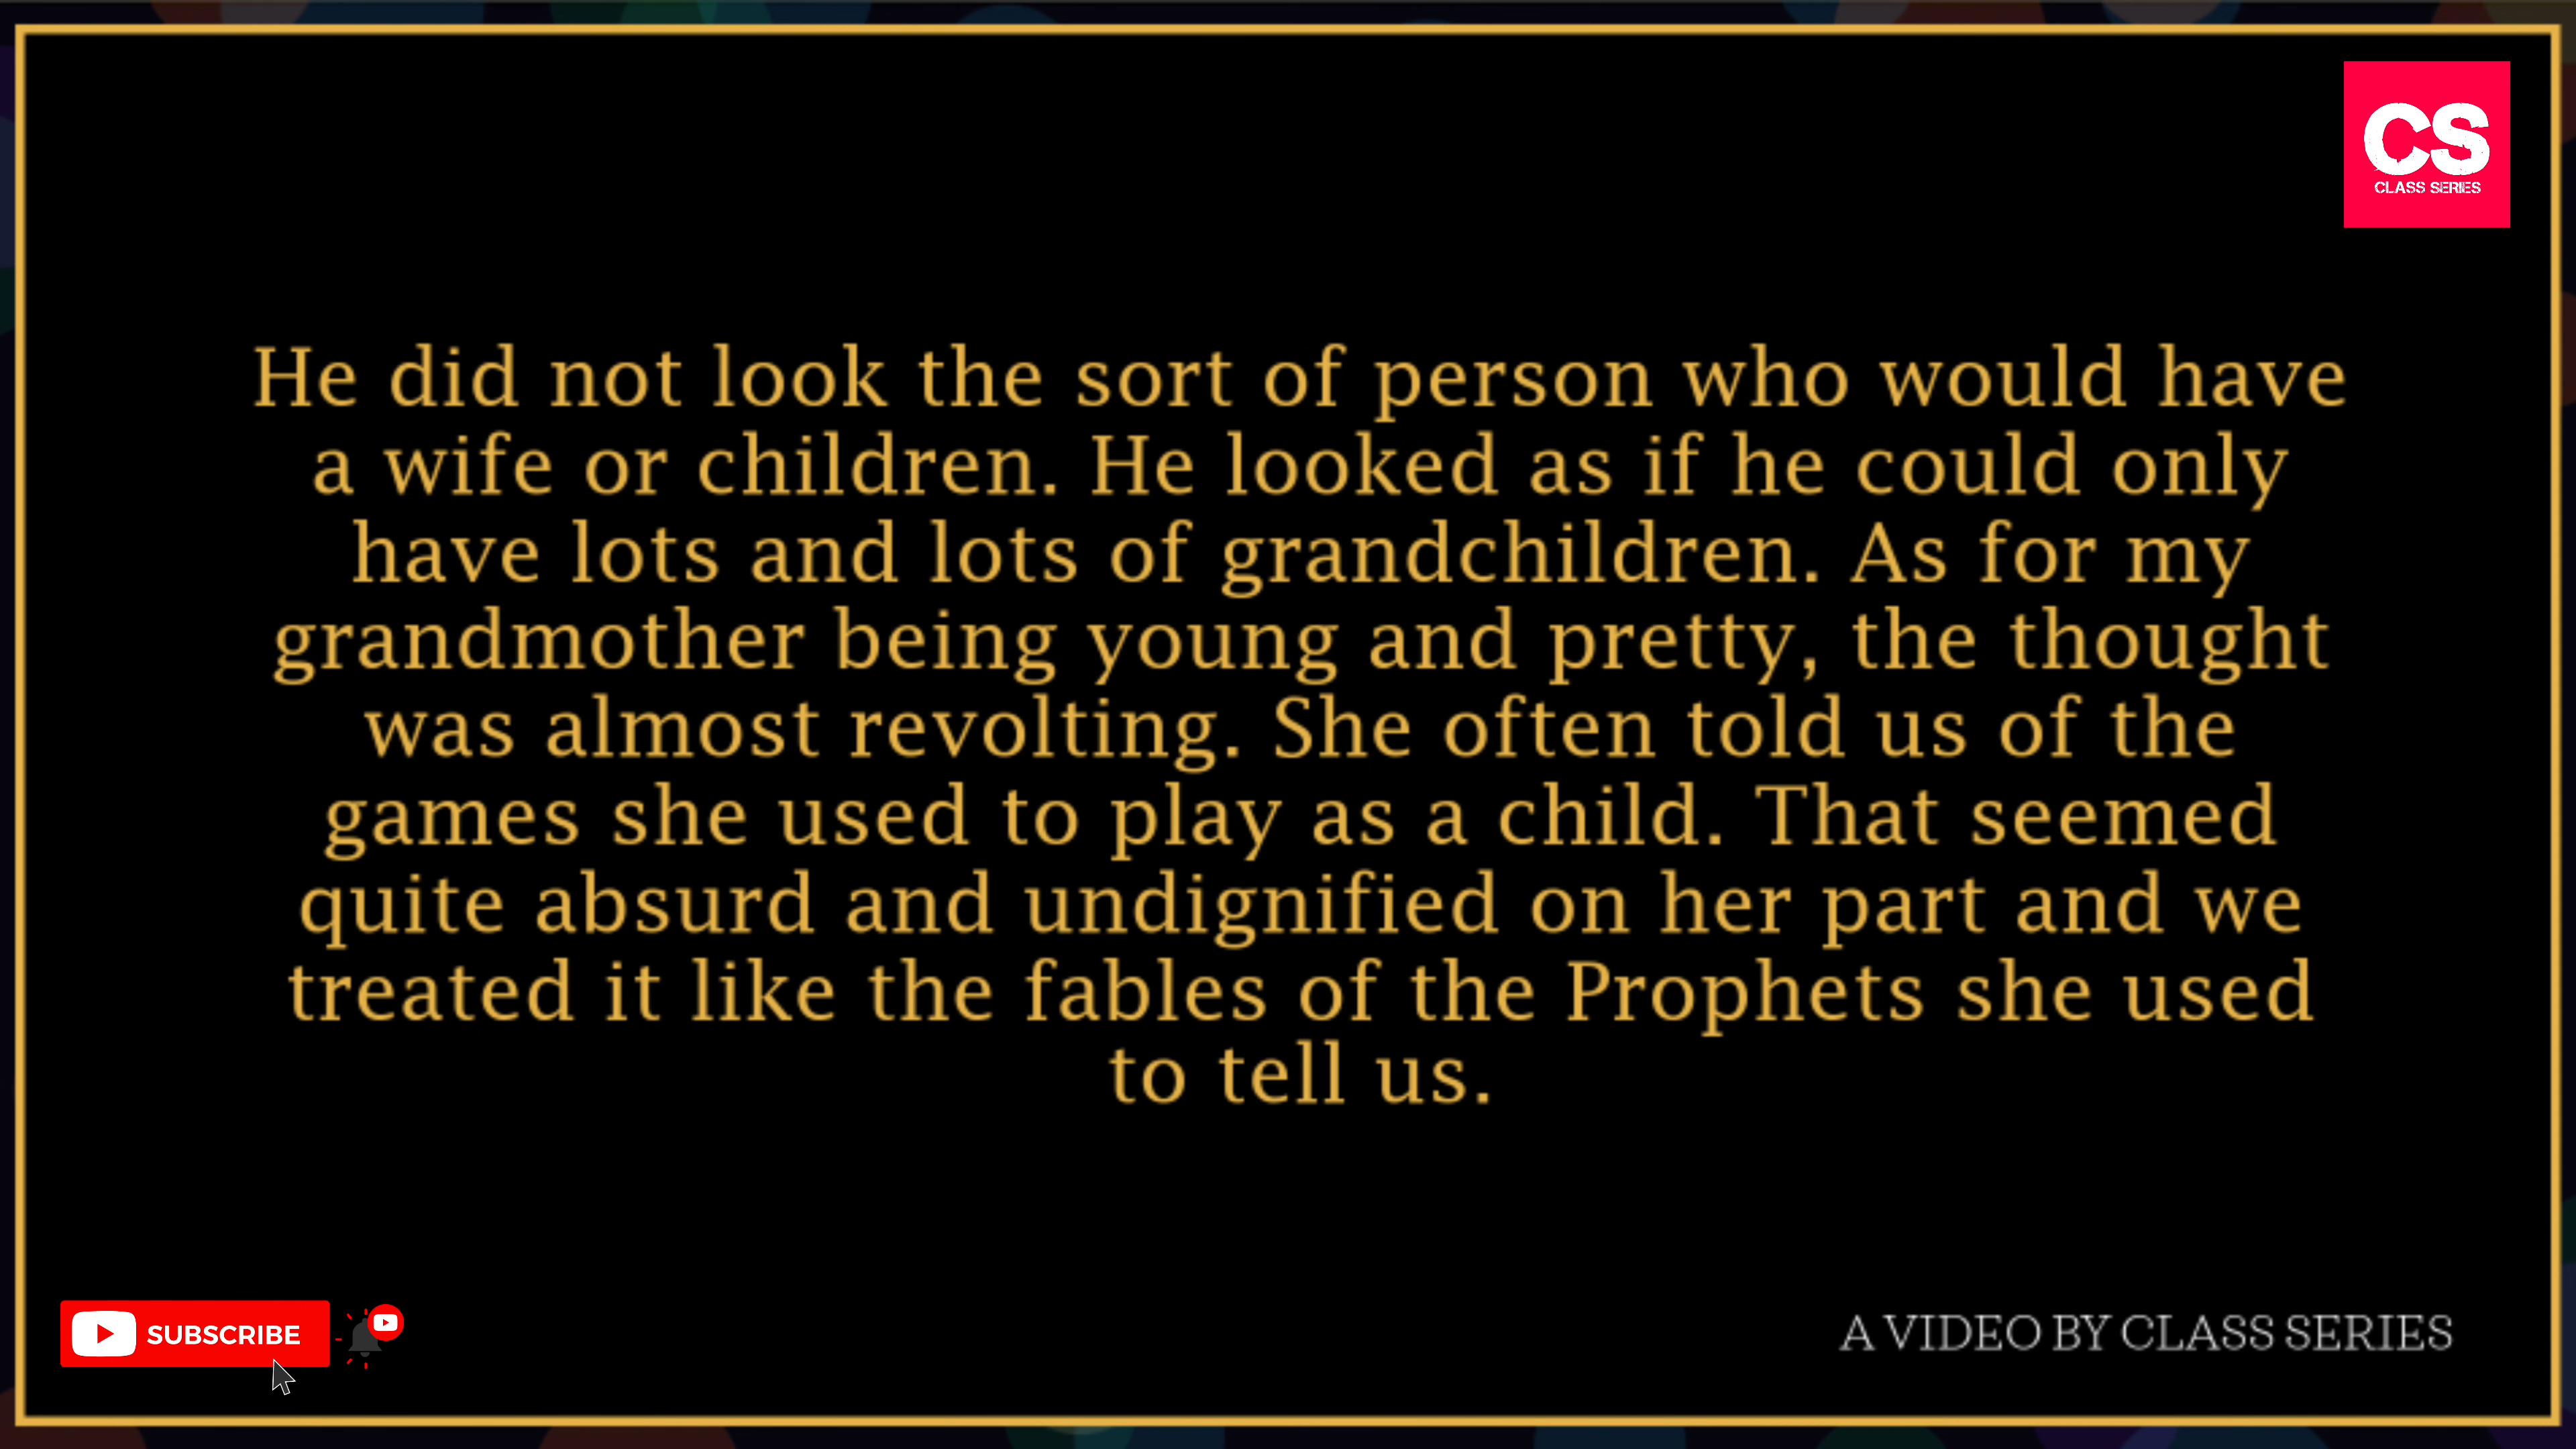 CS
CLASS SERIES
He did not look the sort of person who would have
a wife or children. He looked as if he could only
have lots and lots of grandchildren. As for my
grandmother being young and pretty, the thought
was almost revolting. She often told us of the
games she used to play as a child. That seemed
quite absurd and undignified on her part and we
treated it like the fables of the Prophets she used
to tell us.
SUBSCRIBE
A VIDEO BY CLASS SERIES